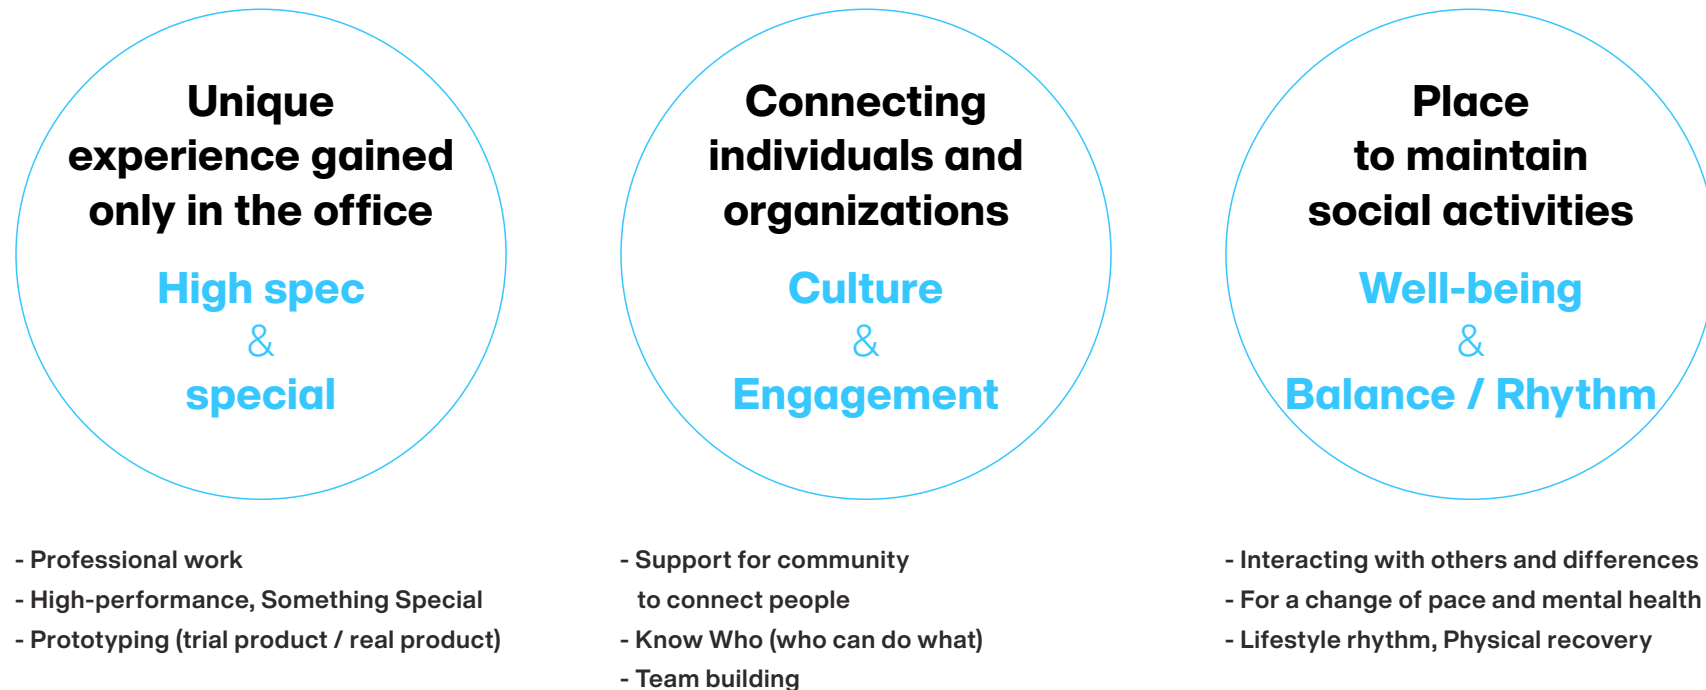 Unique
experience gained
only in the office
High spec
&
special
- Professional work
- High-performance, Something Special
- Prototyping (trial product / real product)
Connecting
individuals and
organizations
Culture
&
Engagement
- Support for community
to connect people
- Know Who (who can do what)
- Team building
Place
to maintain
social activities
Well-being
&
Balance / Rhythm
- Interacting with others and differences
- For a change of pace and mental health
- Lifestyle rhythm, Physical recovery